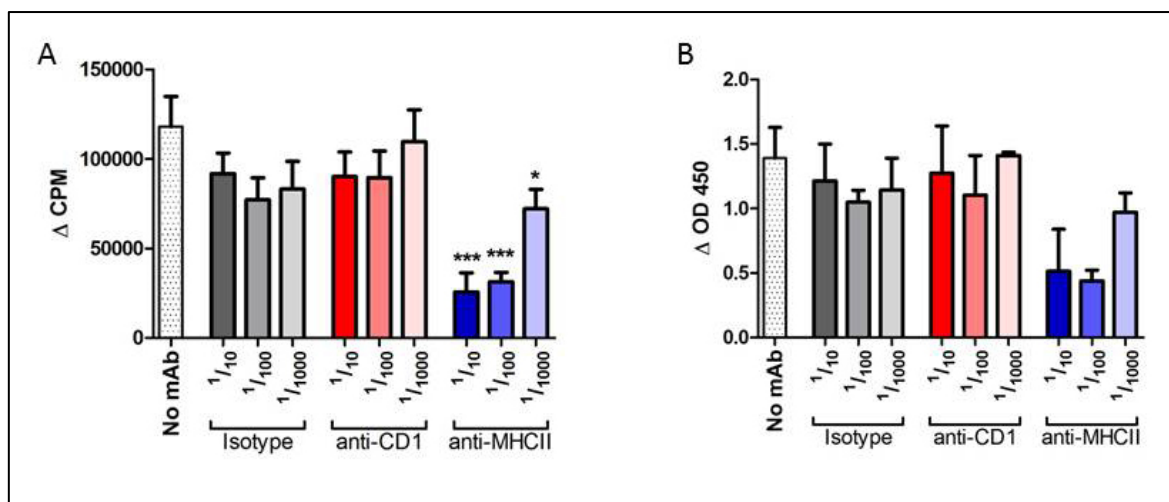 A
150000
100000
50000
0
Δ CPM
*
*** ***
No mAb
1/10
1/100
1/1000
1/10
1/100
1/1000
1/10
1/100
1/1000
Isotype
anti-CD1
anti-MHCII
B
2.0
1.5
1.0
0.5
0.0
Δ OD 450
No mAb
1/10
1/100
1/1000
1/10
1/100
1/1000
1/10
1/100
1/1000
Isotype
anti-CD1
anti-MHCII